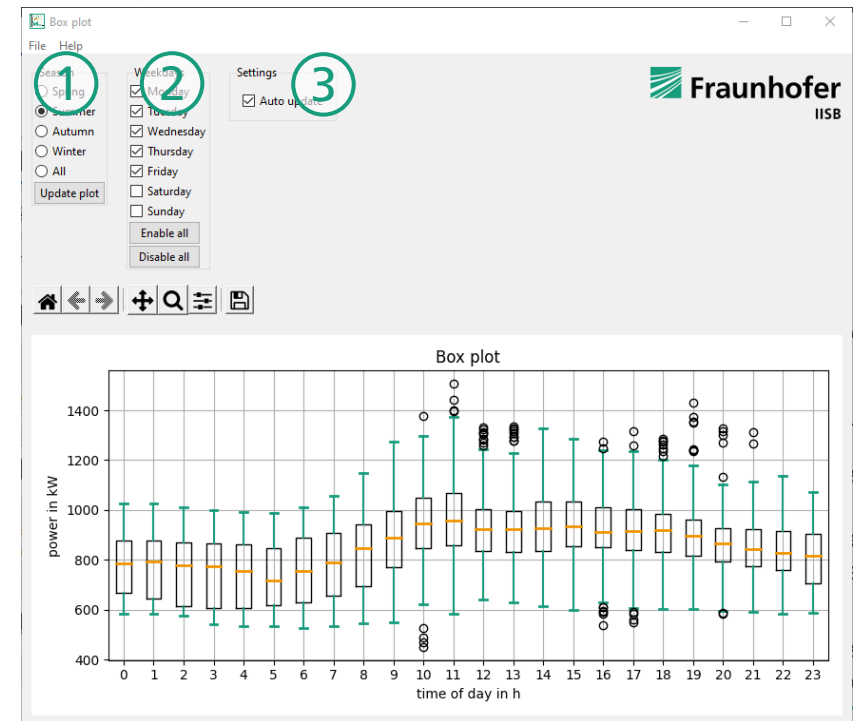 Box plot
File Help
Season
Spring
Summer
Autumn
Winter
All
Update plot
1
Weekdays
Monday
Tuesday
Wednesday
Thursday
Friday
Saturday
Sunday
Enable all
Disable all
2
Settings
Auto update
3
Fraunhofer
IISB
Box plot
power in kW
1400
1200
1000
800
600
400
0 1 2 3 4 5 6 7 8 9 10 11 12 13 14 15 16 17 18 19 20 21 22 23
time of day in h